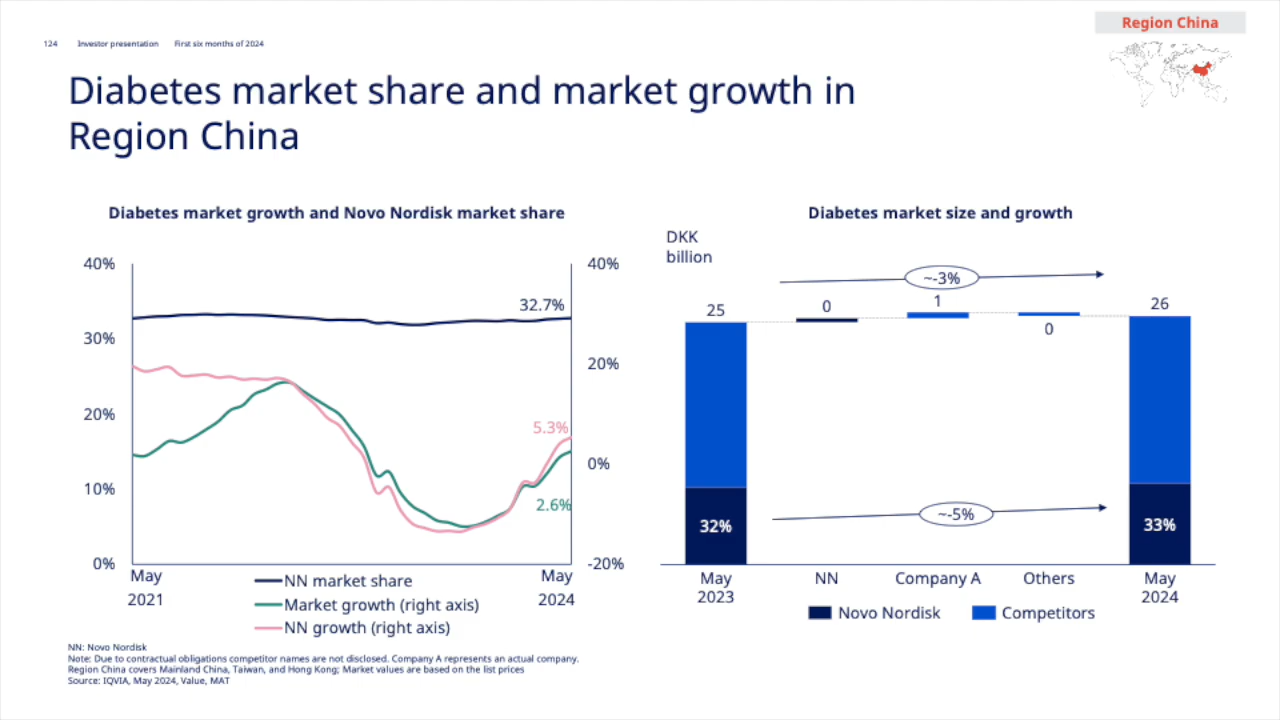 Region China
124 Investor presentation First six months of 2024
Diabetes market share and market growth in
Region China
Diabetes market growth and Novo Nordisk market share
40%
30%
20%
10%
0%
40%
20%
0%
-20%
32.7%
5.3%
2.6%
May
2021
May
2024
NN market share
Market growth (right axis)
NN growth (right axis)
Diabetes market size and growth
DKK
billion
~-3%
25
0
1
0
26
~-5%
32%
33%
May
2023
NN
Company A
Others
May
2024
Novo Nordisk
Competitors
NN: Novo Nordisk
Note: Due to contractual obligations competitor names are not disclosed. Company A represents an actual company.
Region China covers Mainland China, Taiwan, and Hong Kong; Market values are based on the list prices
Source: IQVIA, May 2024, Value, MAT